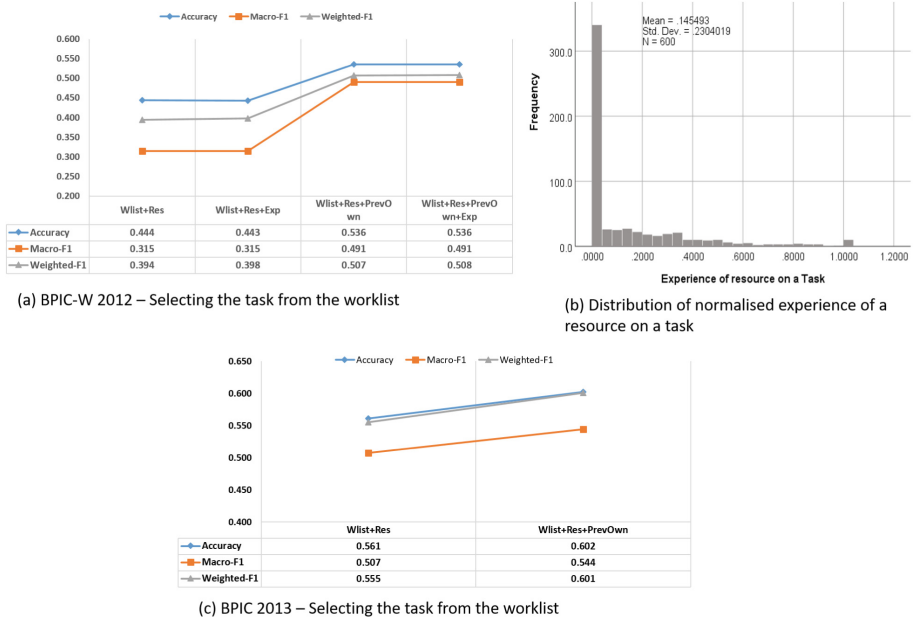 Accuracy Macro-F1 Weighted-F1
0.600
0.550
0.500
0.450
0.400
0.350
0.300
0.250
0.200
Wlist+Res Wlist+Res+Exp Wlist+Res+PrevO Wlist+Res+PrevO
wn wn+Exp
Accuracy 0.444 0.443 0.536 0.536
Macro-F1 0.315 0.315 0.491 0.491
Weighted-F1 0.394 0.398 0.507 0.508
(a) BPIC-W 2012 – Selecting the task from the worklist
Mean = .145493
Std. Dev. = .2304019
N = 600
Frequency
300.0
200.0
100.0
0.0
.0000 .2000 .4000 .6000 .8000 1.0000 1.2000
Experience of resource on a Task
(b) Distribution of normalised experience of a
resource on a task
0.650
Accuracy Macro-F1 Weighted-F1
0.600
0.550
0.500
0.450
0.400
Wlist+Res Wlist+Res+PrevOwn
Accuracy 0.561 0.602
Macro-F1 0.507 0.544
Weighted-F1 0.555 0.601
(c) BPIC 2013 – Selecting the task from the worklist